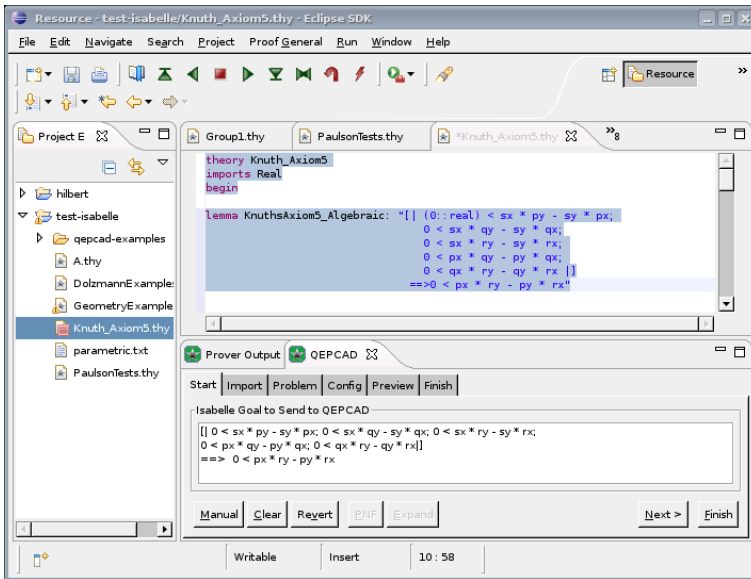 Resource - test-isabelle/Knuth_Axiom5.thy - Eclipse SDK
File Edit Navigate Search Project Proof General Run Window Help
Resource »
Project E
Group1.thy PaulsonTests.thy *Knuth_Axiom5.thy »8
hilbert
test-isabelle
qepcad-examples
A.thy
DolzmannExample
GeometryExample
Knuth_Axiom5.thy
parametric.txt
PaulsonTests.thy
theory Knuth_Axiom5
imports Real
begin
lemma KnuthsAxiom5_Algebraic: "[| (0::real) < sx * py - sy * px;
0 < sx * qy - sy * qx;
0 < sx * ry - sy * rx;
0 < px * qy - py * qx;
0 < qx * ry - qy * rx |]
==>0 < px * ry - py * rx"
Prover Output QEPCAD
Start Import Problem Config Preview Finish
Isabelle Goal to Send to QEPCAD
[| 0 < sx * py - sy * px; 0 < sx * qy - sy * qx; 0 < sx * ry - sy * rx;
0 < px * qy - py * qx; 0 < qx * ry - qy * rx|]
==> 0 < px * ry - py * rx
Manual Clear Revert PNF Expand Next > Finish
Writable Insert 10 : 58